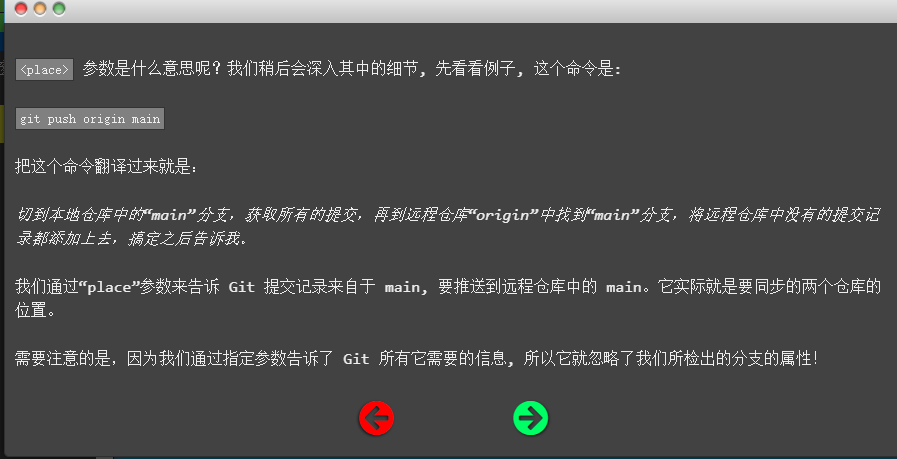 <place> 参数是什么意思呢？我们稍后会深入其中的细节, 先看看例子, 这个命令是:
git push origin main
把这个命令翻译过来就是：
切到本地仓库中的“main”分支，获取所有的提交，再到远程仓库“origin”中找到“main”分支，将远程仓库中没有的提交记
录都添加上去，搞定之后告诉我。
我们通过“place”参数来告诉 Git 提交记录来自于 main, 要推送到远程仓库中的 main。它实际就是要同步的两个仓库的
位置。
需要注意的是，因为我们通过指定参数告诉了 Git 所有它需要的信息, 所以它就忽略了我们所检出的分支的属性！